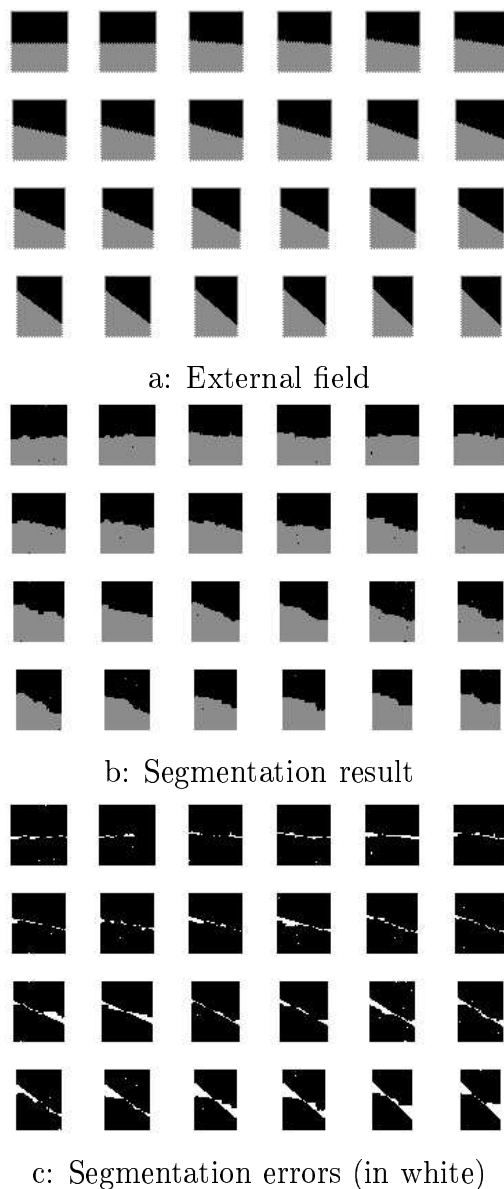 a: External field
b: Segmentation result
c: Segmentation errors (in white)